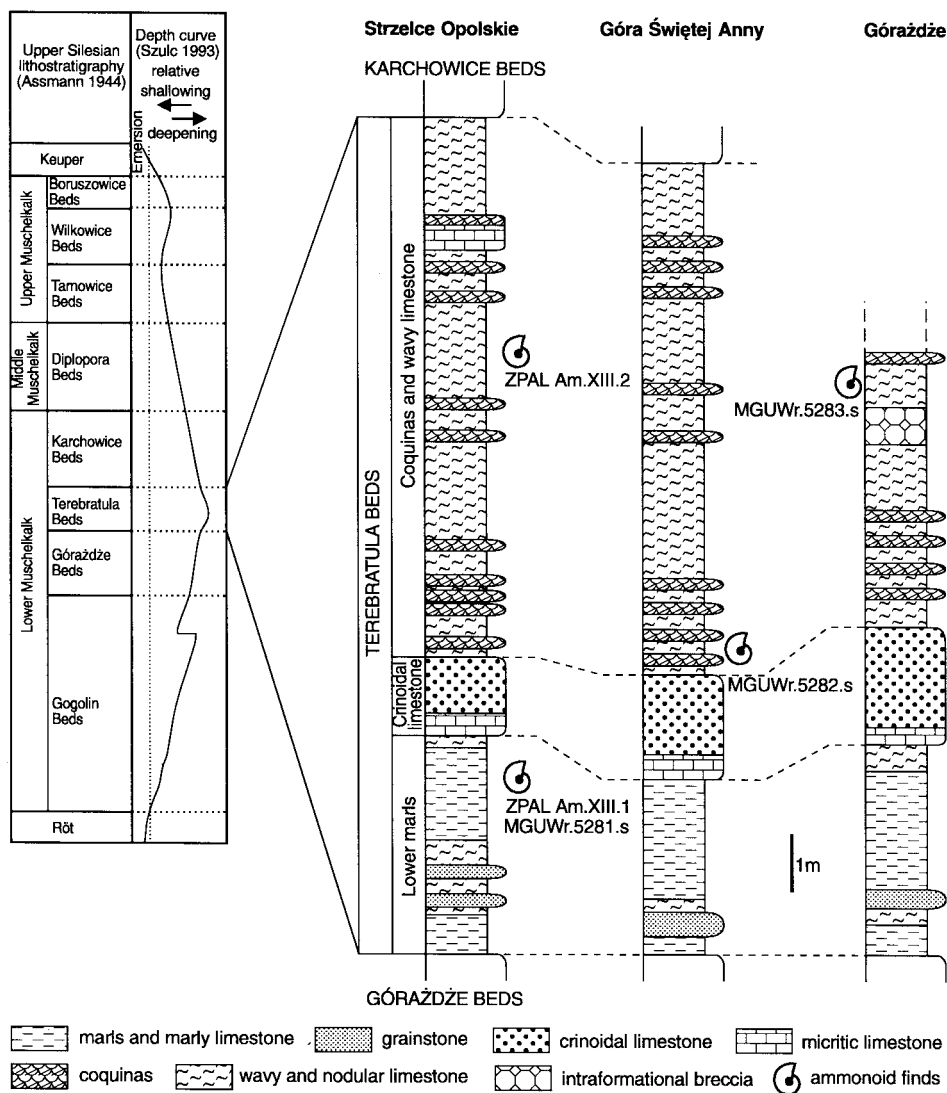 Upper Silesian
lithostratigraphy
(Assmann 1944)
Depth curve
(Szulc 1993)
relative
shallowing
deepening
Emersion
Keuper
Upper Muschelkalk
Boruszowice
Beds
Wilkowice
Beds
Tarnowice
Beds
Middle
Muschelkalk
Diplopora
Beds
Lower Muschelkalk
Karchowice
Beds
Terebratula
Beds
Górażdże
Beds
Gogolin
Beds
Röt
Strzelce Opolskie
Góra Świętej Anny
Górażdże
KARCHOWICE BEDS
TEREBRATULA BEDS
Coquinas and wavy limestone
Crinoidal
limestone
Lower marls
ZPAL Am.XIII.2
MGUWr.5283.s
MGUWr.5282.s
ZPAL Am.XIII.1
MGUWr.5281.s
1m
GÓRAŻDŻE BEDS
marls and marly limestone
grainstone
crinoidal limestone
micritic limestone
coquinas
wavy and nodular limestone
intraformational breccia
ammonoid finds